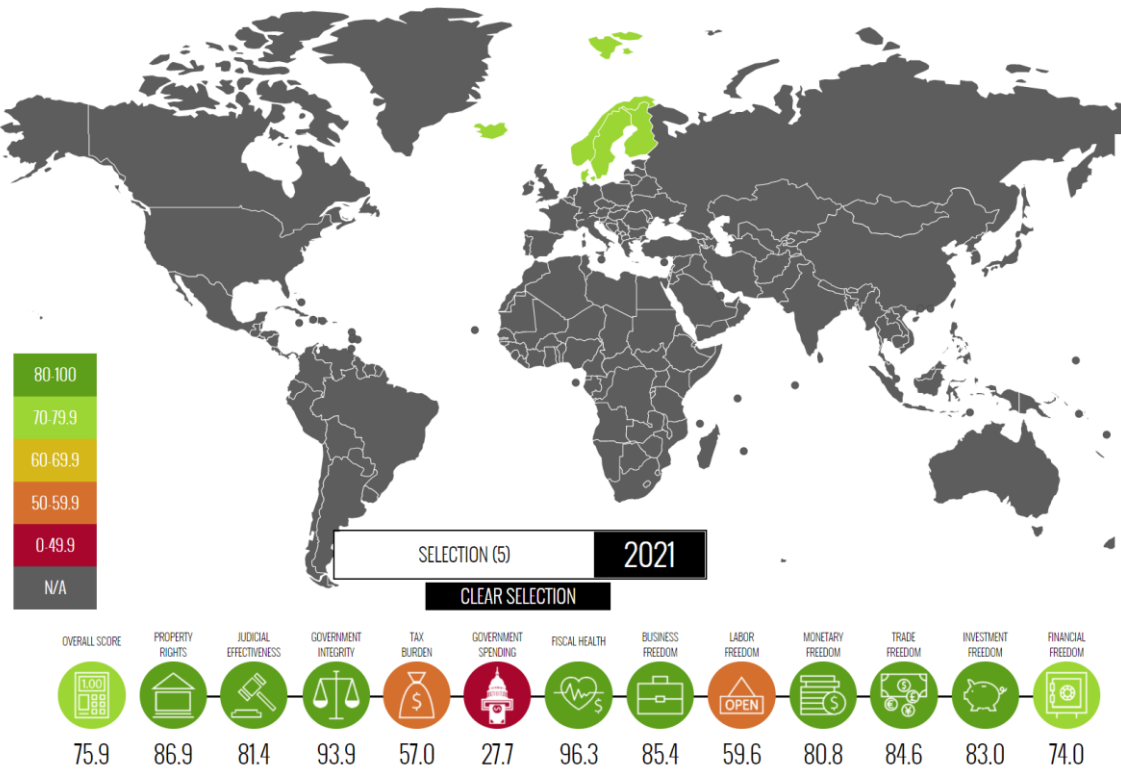 80-100
70-79.9
60-69.9
50-59.9
0-49.9
N/A
SELECTION (5)
2021
CLEAR SELECTION
OVERALL SCORE
PROPERTY
RIGHTS
JUDICIAL
EFFECTIVENESS
GOVERNMENT
INTEGRITY
TAX
BURDEN
GOVERNMENT
SPENDING
FISCAL HEALTH
BUSINESS
FREEDOM
LABOR
FREEDOM
MONETARY
FREEDOM
TRADE
FREEDOM
INVESTMENT
FREEDOM
FINANCIAL
FREEDOM
1.00
$
OPEN
75.9
86.9
81.4
93.9
57.0
27.7
96.3
85.4
59.6
80.8
84.6
83.0
74.0